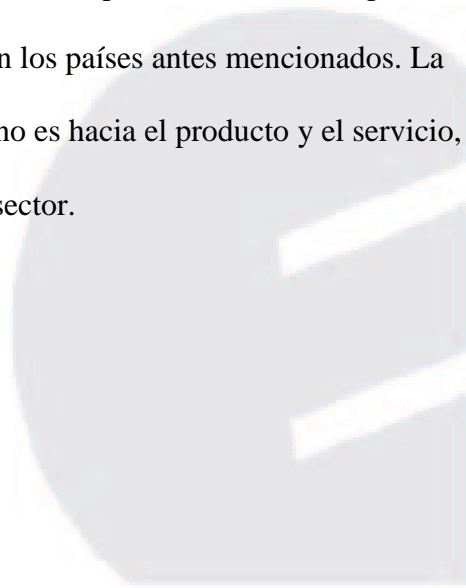 n los países antes mencionados. La
no es hacia el producto y el servicio,
sector.